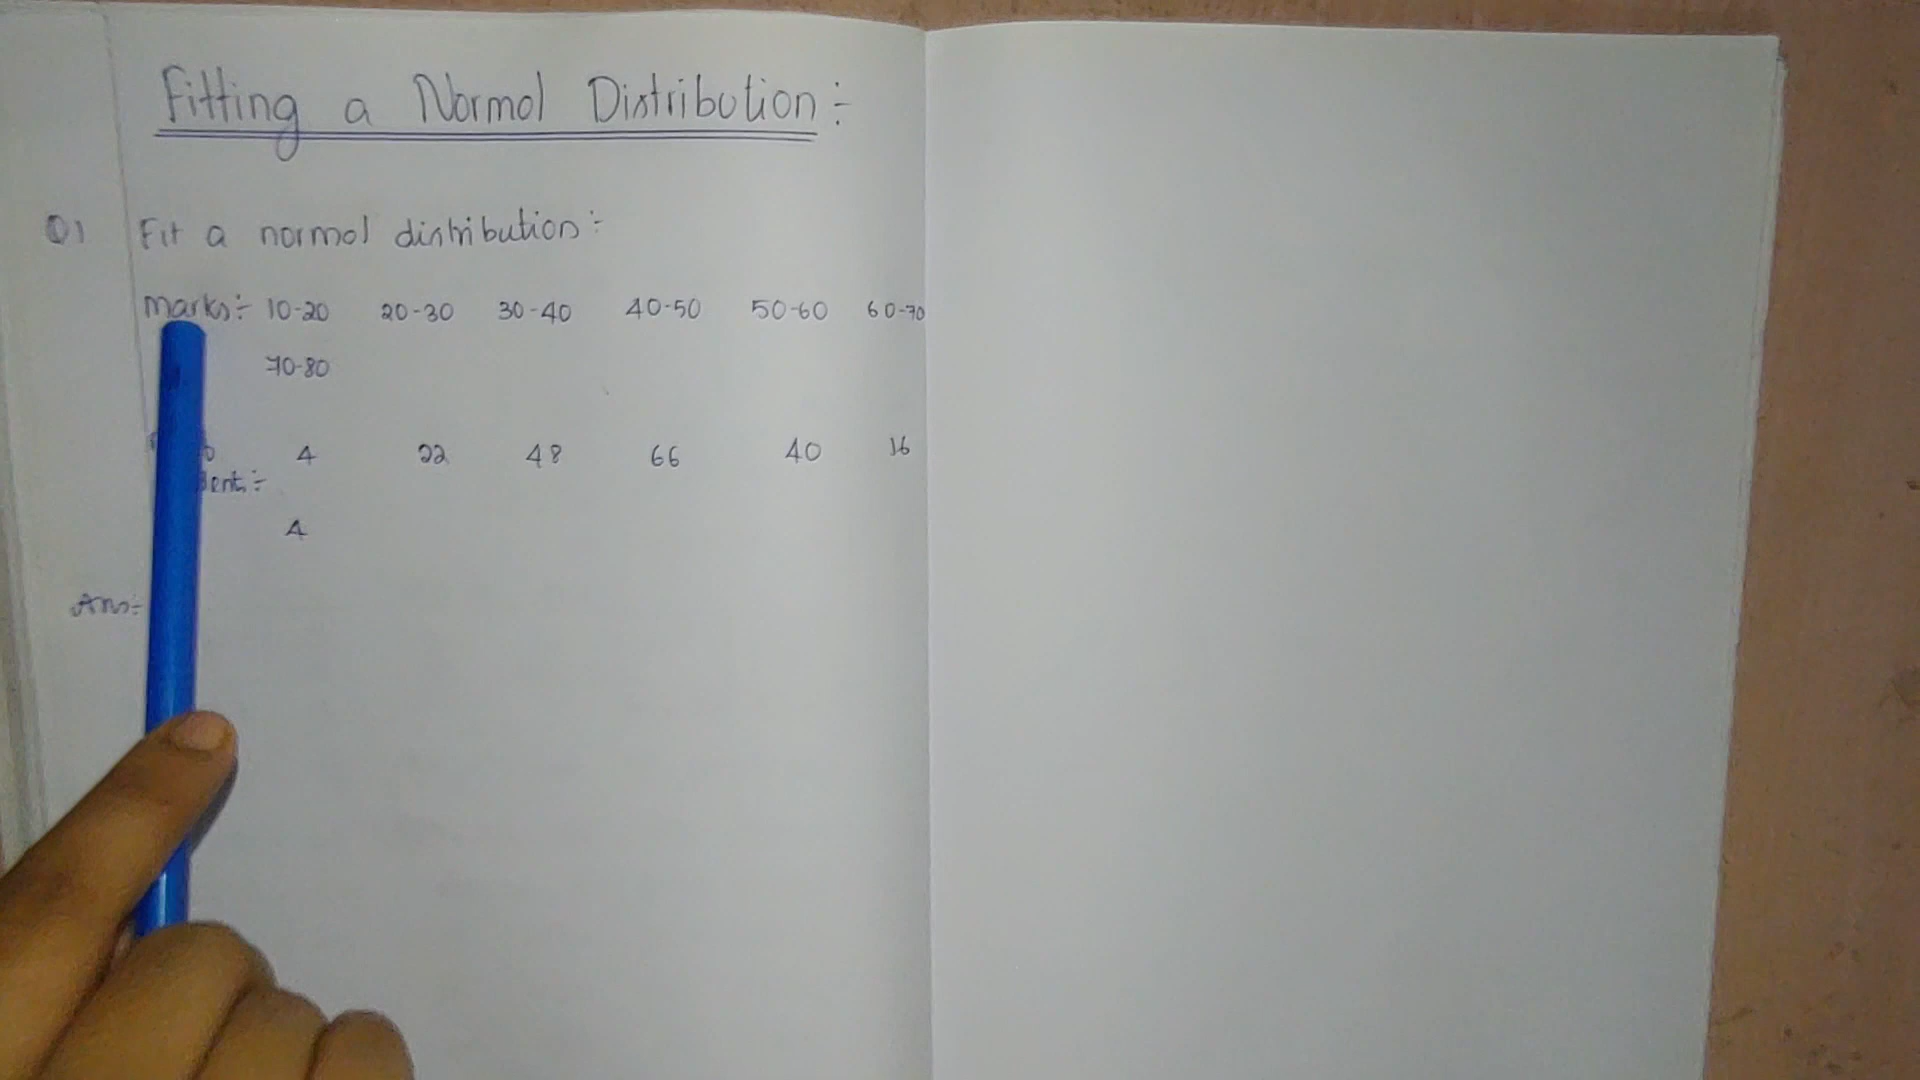 Fitting a Normal Distribution:-
Q1 Fit a normal distribution:-
Marks:- 10-20 20-30 30-40 40-50 50-60 60-70
70-80
4 22 48 66 40 16
4
Ans:-